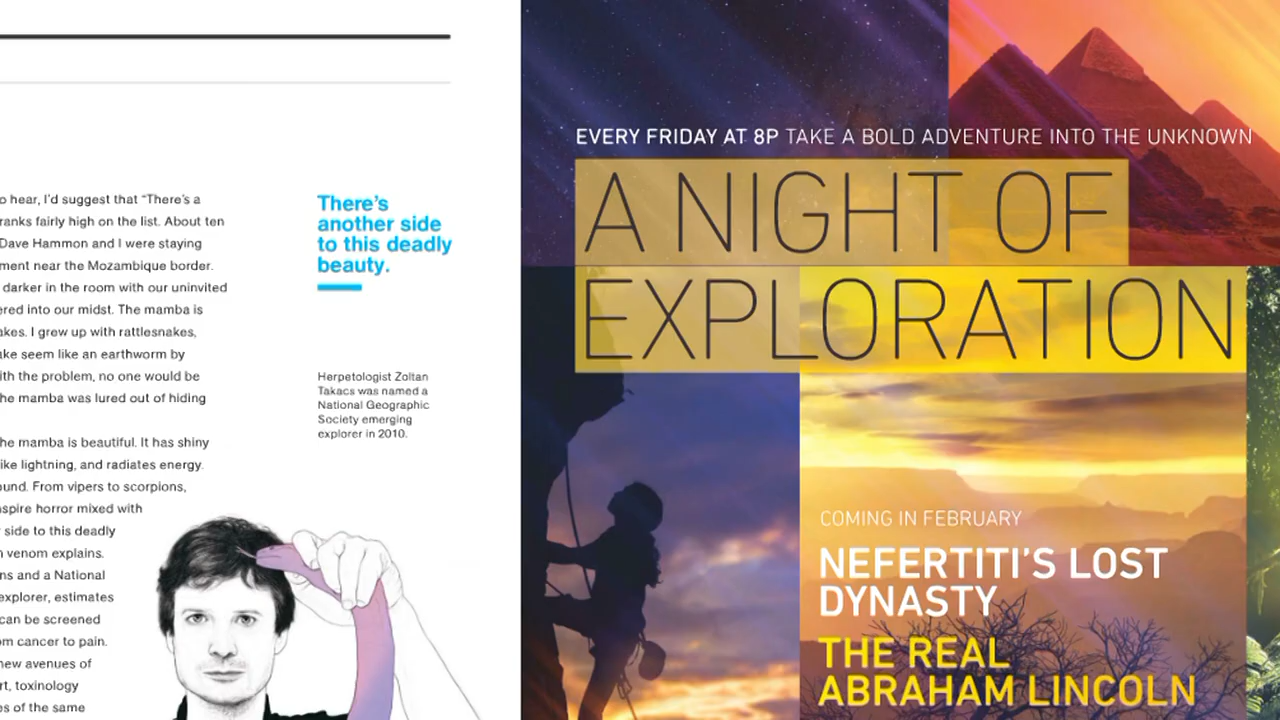 o hear, I'd suggest that “There's a
ranks fairly high on the list. About ten
Dave Hammon and I were staying
ment near the Mozambique border.
darker in the room with our uninvited
ered into our midst. The mamba is
akes. I grew up with rattlesnakes,
ake seem like an earthworm by
ith the problem, no one would be
he mamba was lured out of hiding
he mamba is beautiful. It has shiny
ike lightning, and radiates energy.
ound. From vipers to scorpions,
nspire horror mixed with
side to this deadly
venom explains.
ns and a National
explorer, estimates
can be screened
om cancer to pain.
new avenues of
rt, toxinology
es of the same
There's
another side
to this deadly
beauty.
Herpetologist Zoltan
Takacs was named a
National Geographic
Society emerging
explorer in 2010.
EVERY FRIDAY AT 8P TAKE A BOLD ADVENTURE INTO THE UNKNOWN
A NIGHT OF
EXPLORATION
COMING IN FEBRUARY
NEFERTITI'S LOST
DYNASTY
THE REAL
ABRAHAM LINCOLN